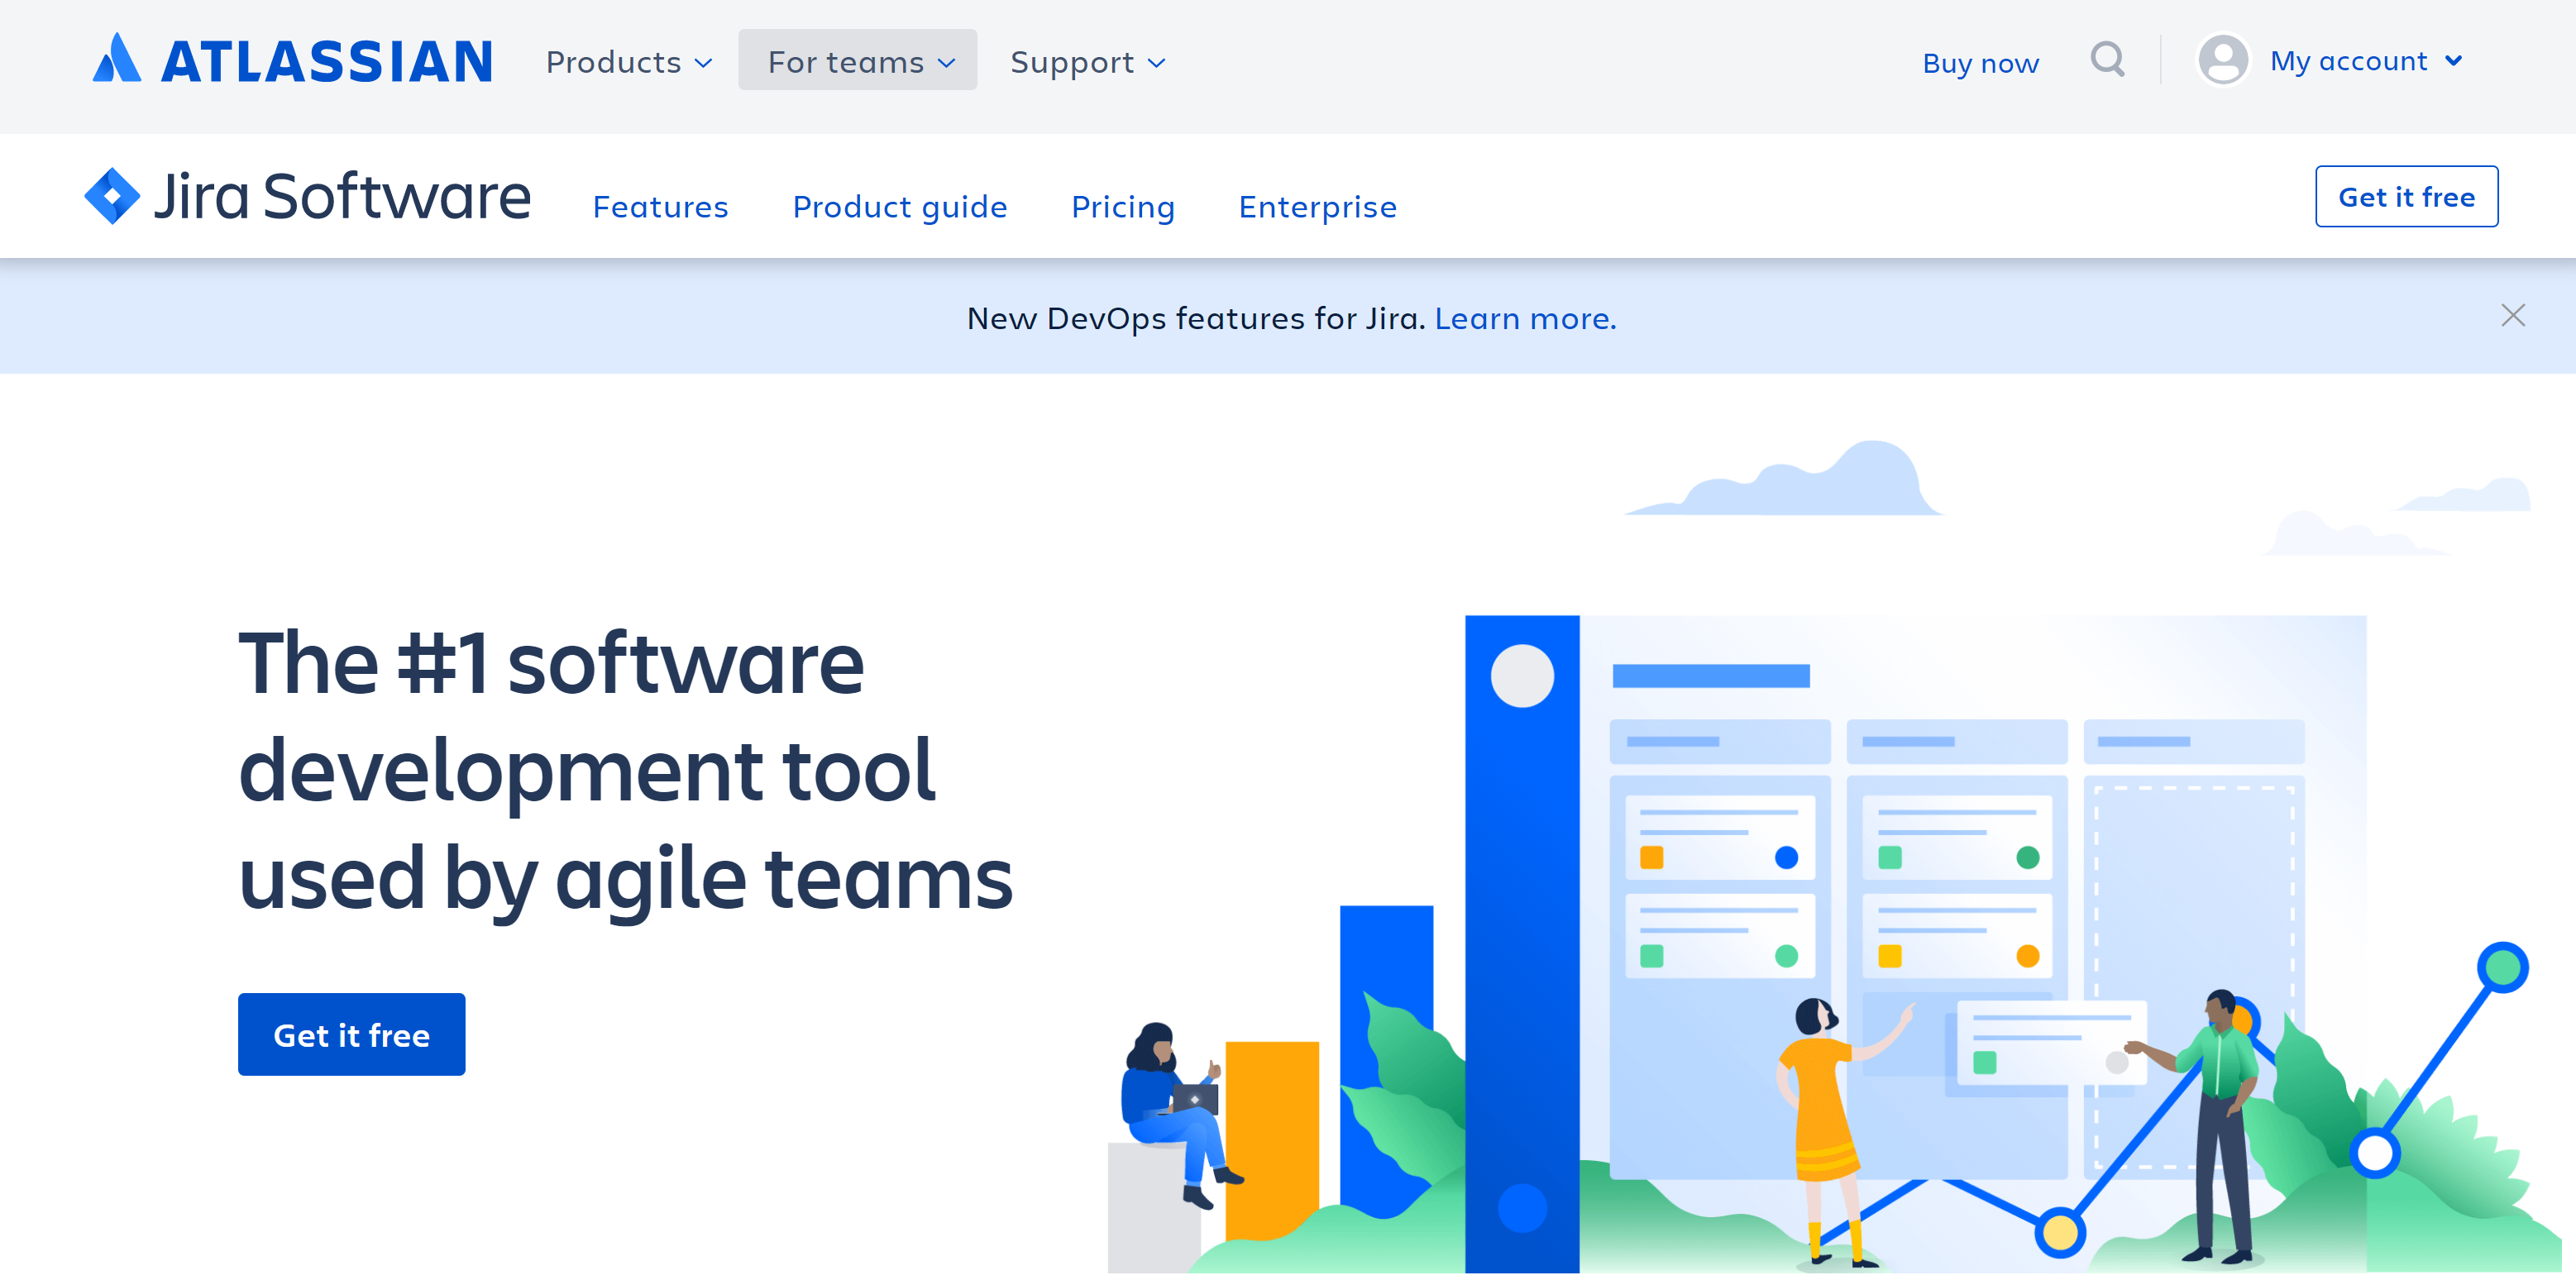 ATLASSIAN Products For teams Support Buy now My account
Jira Software Features Product guide Pricing Enterprise Get it free
New DevOps features for Jira. Learn more.
The #1 software
development tool
used by agile teams
Get it free